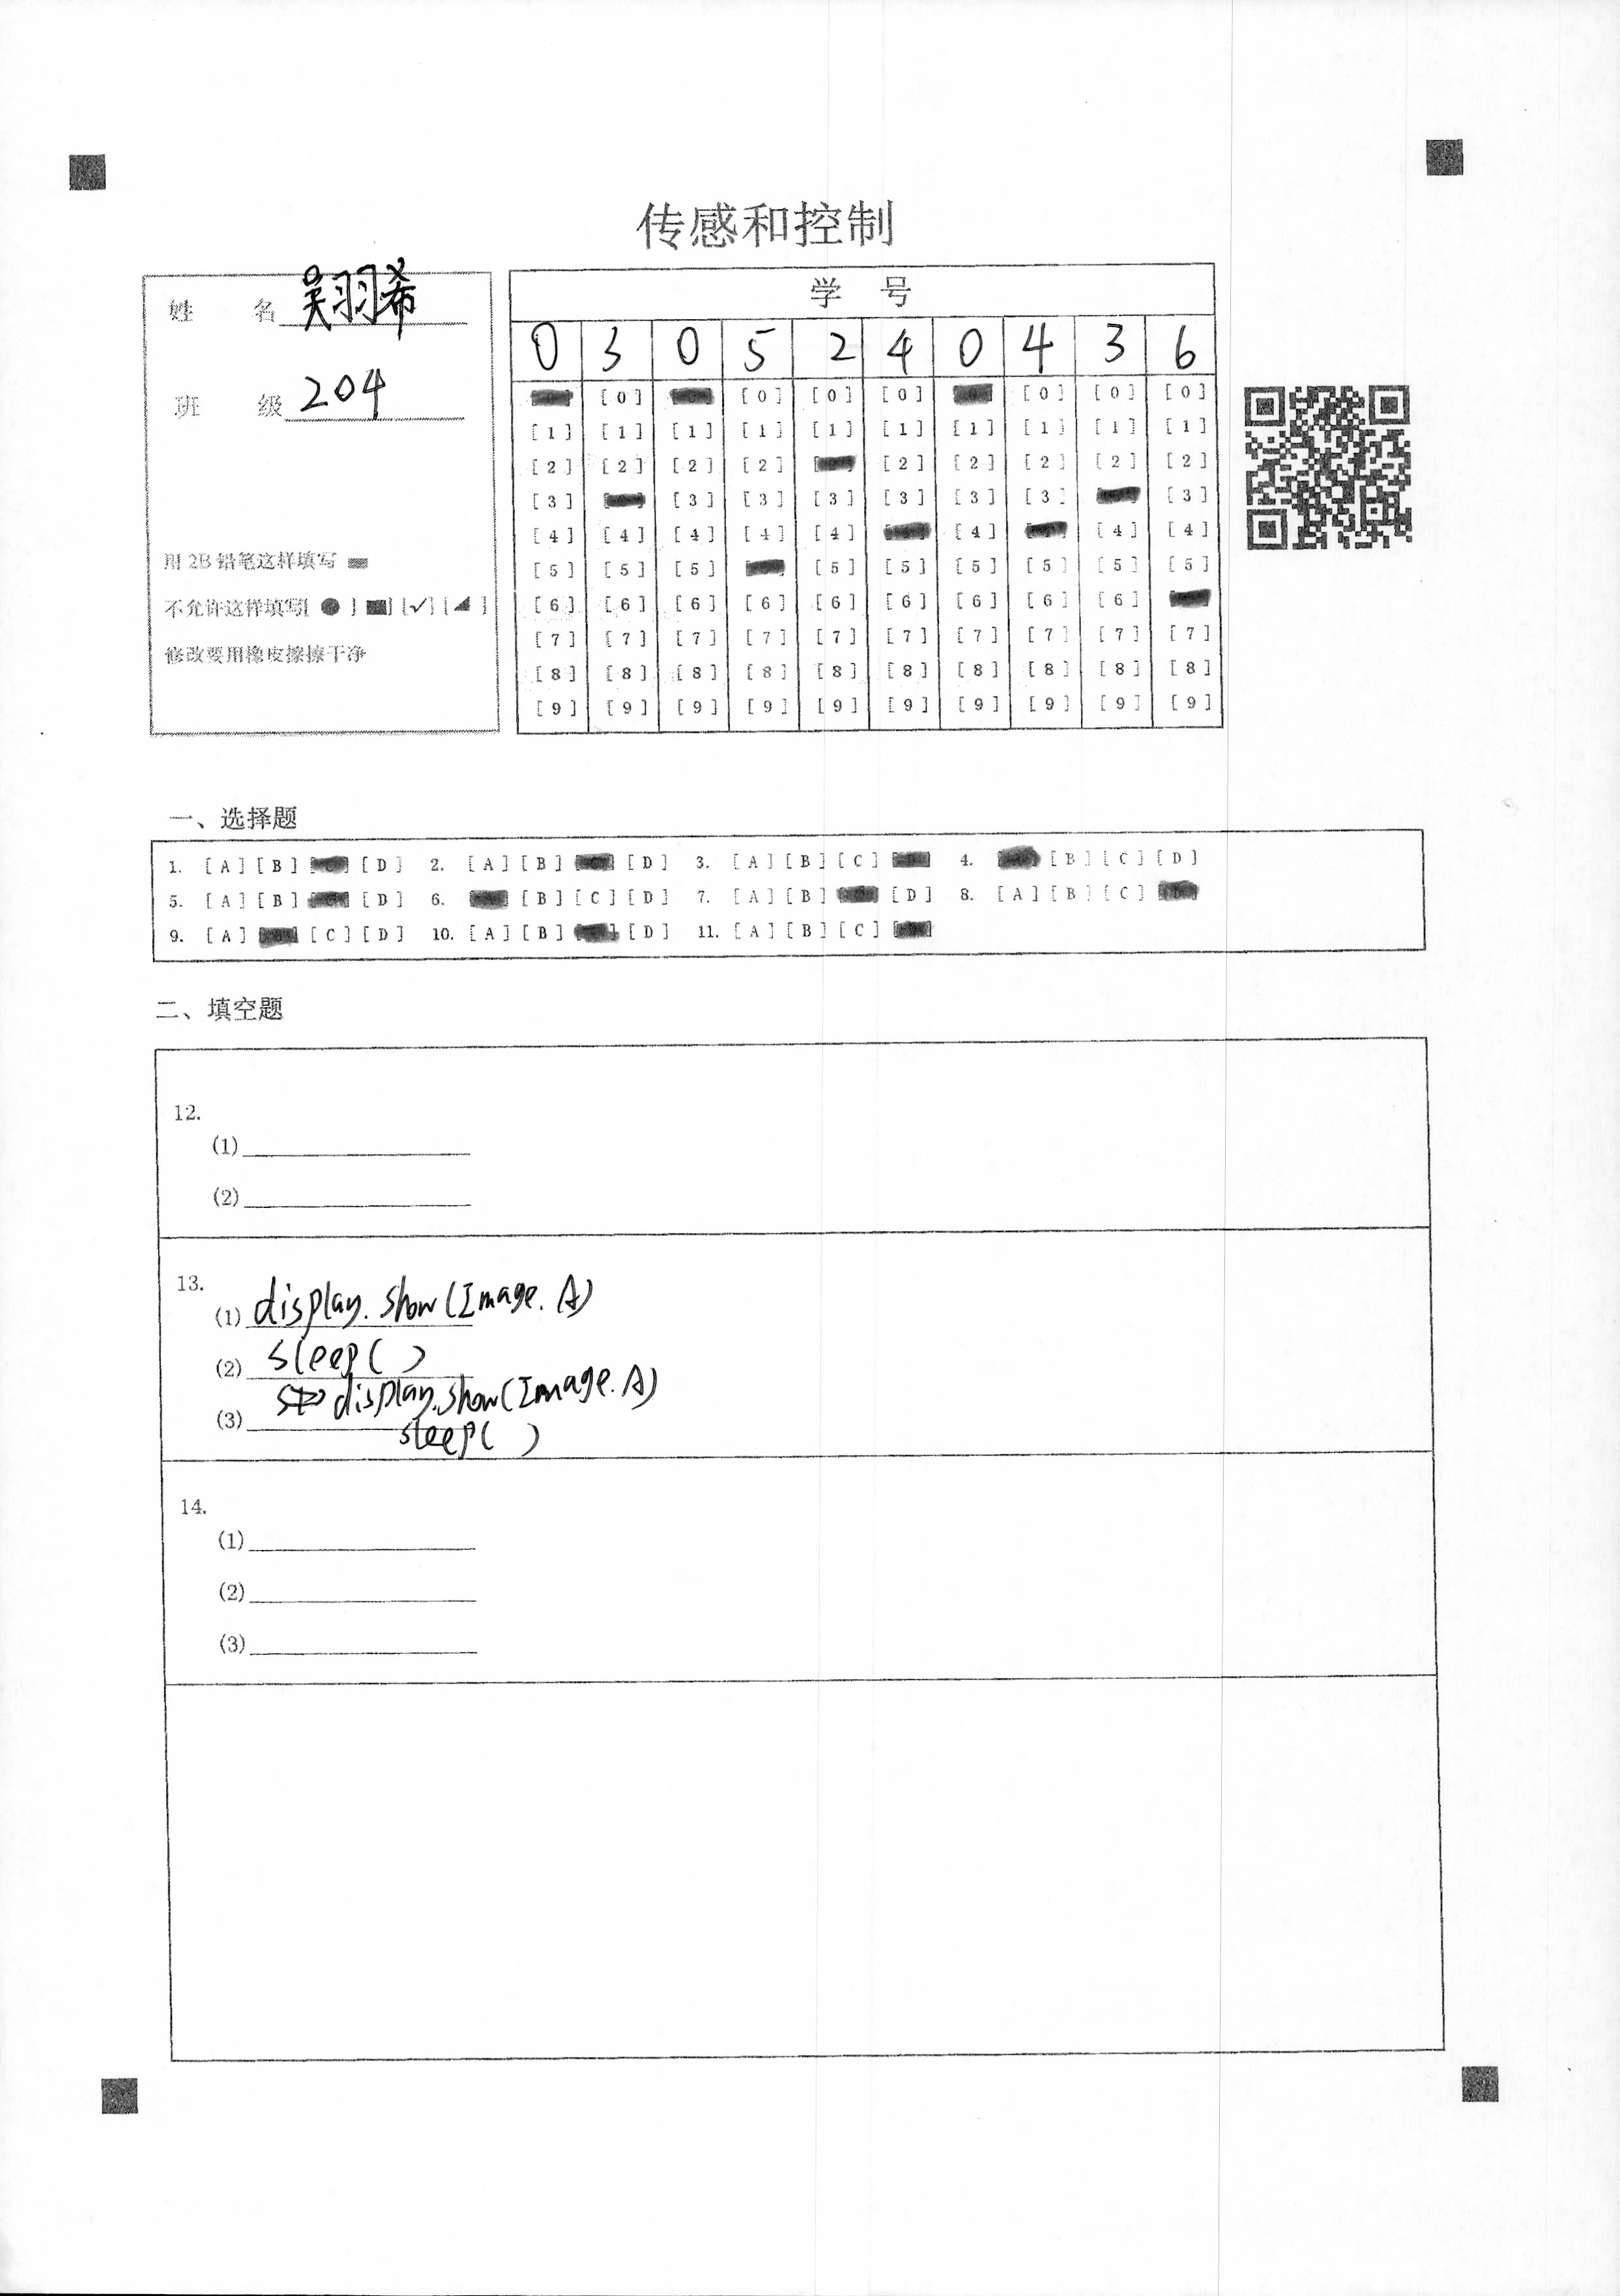 传感和控制
姓 名 吴羽希
班 级 204
用 2B 铅笔这样填写
不允许这样填写[ ● ] [■] [✓] [ ]
修改要用橡皮擦擦干净
学 号
0 3 0 5 2 4 0 4 3 6
[0] [0] [0] [0] [0] [0] [0]
[1] [1] [1] [1] [1] [1] [1] [1] [1] [1]
[2] [2] [2] [2] [2] [2] [2] [2] [2]
[3] [3] [3] [3] [3] [3] [3] [3]
[4] [4] [4] [4] [4] [4] [4] [4]
[5] [5] [5] [5] [5] [5] [5] [5] [5]
[6] [6] [6] [6] [6] [6] [6] [6] [6]
[7] [7] [7] [7] [7] [7] [7] [7] [7] [7]
[8] [8] [8] [8] [8] [8] [8] [8] [8] [8]
[9] [9] [9] [9] [9] [9] [9] [9] [9] [9]
一、选择题
1. [A] [B] [D] 2. [A] [B] [D] 3. [A] [B] [C] 4. [B] [C] [D]
5. [A] [B] [D] 6. [B] [C] [D] 7. [A] [B] [D] 8. [A] [B] [C]
9. [A] [C] [D] 10. [A] [B] [D] 11. [A] [B] [C]
二、填空题
12.
(1)
(2)
13.
(1) display.show(Image.A)
(2) sleep( )
(3) display.show(Image.A)
sleep( )
14.
(1)
(2)
(3)